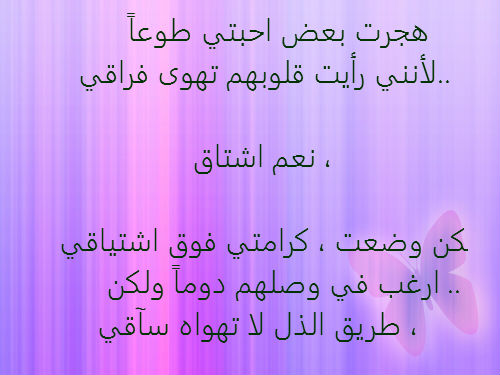 هجرت بعض احبتي طوعاً
لأنني رأيت قلوبهم تهوى فراقي..
نعم اشتاق ،
كن وضعت ، كرامتي فوق اشتياقي
ارغب في وصلهم دوماً ولكن ..
طريق الذل لا تهواه سآقي ،